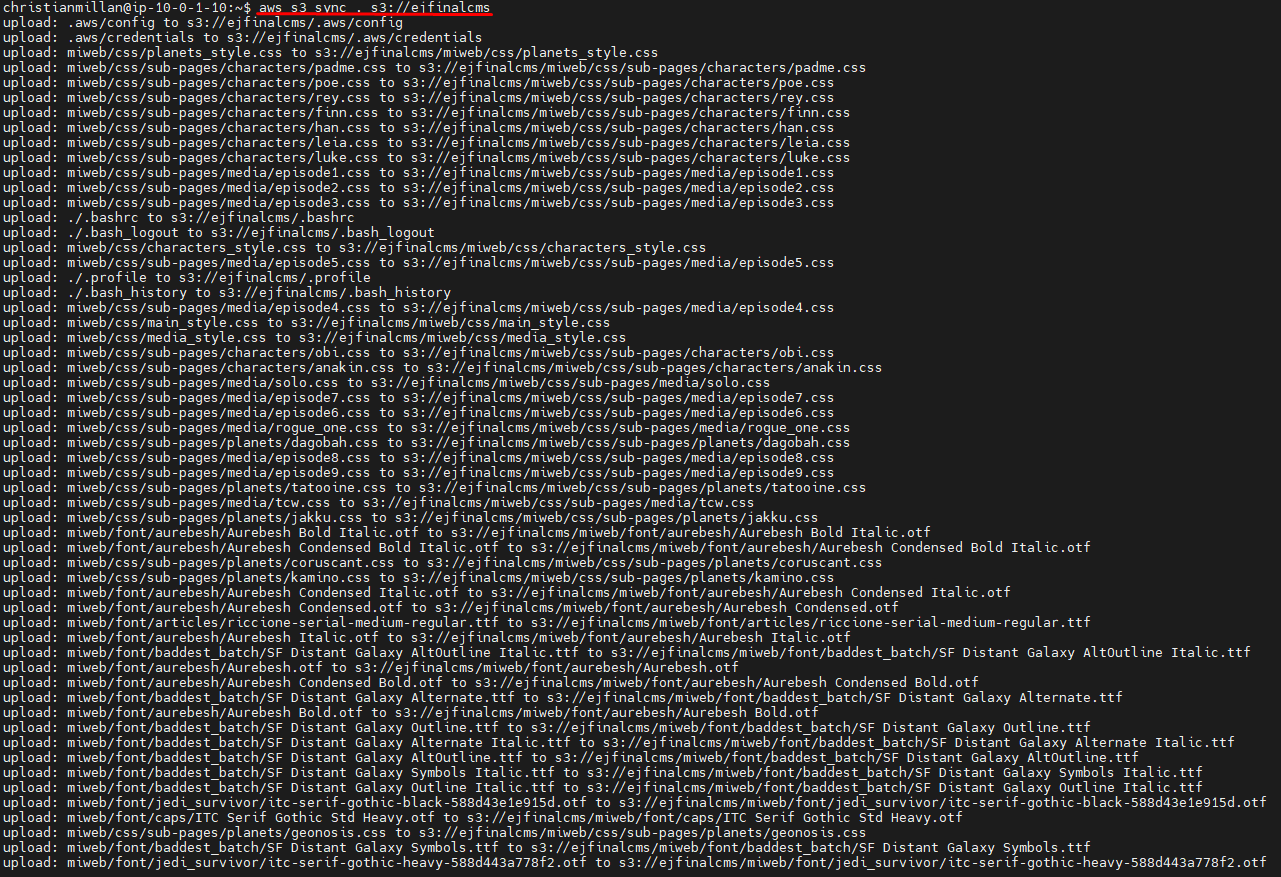 christianmillan@ip-10-0-1-10:~$ aws s3 sync . s3://ejfinalcms
upload: .aws/config to s3://ejfinalcms/.aws/config
upload: .aws/credentials to s3://ejfinalcms/.aws/credentials
upload: miweb/css/planets_style.css to s3://ejfinalcms/miweb/css/planets_style.css
upload: miweb/css/sub-pages/characters/padme.css to s3://ejfinalcms/miweb/css/sub-pages/characters/padme.css
upload: miweb/css/sub-pages/characters/poe.css to s3://ejfinalcms/miweb/css/sub-pages/characters/poe.css
upload: miweb/css/sub-pages/characters/rey.css to s3://ejfinalcms/miweb/css/sub-pages/characters/rey.css
upload: miweb/css/sub-pages/characters/finn.css to s3://ejfinalcms/miweb/css/sub-pages/characters/finn.css
upload: miweb/css/sub-pages/characters/han.css to s3://ejfinalcms/miweb/css/sub-pages/characters/han.css
upload: miweb/css/sub-pages/characters/leia.css to s3://ejfinalcms/miweb/css/sub-pages/characters/leia.css
upload: miweb/css/sub-pages/characters/luke.css to s3://ejfinalcms/miweb/css/sub-pages/characters/luke.css
upload: miweb/css/sub-pages/media/episode1.css to s3://ejfinalcms/miweb/css/sub-pages/media/episode1.css
upload: miweb/css/sub-pages/media/episode2.css to s3://ejfinalcms/miweb/css/sub-pages/media/episode2.css
upload: miweb/css/sub-pages/media/episode3.css to s3://ejfinalcms/miweb/css/sub-pages/media/episode3.css
upload: ./.bashrc to s3://ejfinalcms/.bashrc
upload: ./.bash_logout to s3://ejfinalcms/.bash_logout
upload: miweb/css/characters_style.css to s3://ejfinalcms/miweb/css/characters_style.css
upload: miweb/css/sub-pages/media/episode5.css to s3://ejfinalcms/miweb/css/sub-pages/media/episode5.css
upload: ./.profile to s3://ejfinalcms/.profile
upload: ./.bash_history to s3://ejfinalcms/.bash_history
upload: miweb/css/sub-pages/media/episode4.css to s3://ejfinalcms/miweb/css/sub-pages/media/episode4.css
upload: miweb/css/main_style.css to s3://ejfinalcms/miweb/css/main_style.css
upload: miweb/css/media_style.css to s3://ejfinalcms/miweb/css/media_style.css
upload: miweb/css/sub-pages/characters/obi.css to s3://ejfinalcms/miweb/css/sub-pages/characters/obi.css
upload: miweb/css/sub-pages/characters/anakin.css to s3://ejfinalcms/miweb/css/sub-pages/characters/anakin.css
upload: miweb/css/sub-pages/media/solo.css to s3://ejfinalcms/miweb/css/sub-pages/media/solo.css
upload: miweb/css/sub-pages/media/episode7.css to s3://ejfinalcms/miweb/css/sub-pages/media/episode7.css
upload: miweb/css/sub-pages/media/episode6.css to s3://ejfinalcms/miweb/css/sub-pages/media/episode6.css
upload: miweb/css/sub-pages/media/rogue_one.css to s3://ejfinalcms/miweb/css/sub-pages/media/rogue_one.css
upload: miweb/css/sub-pages/planets/dagobah.css to s3://ejfinalcms/miweb/css/sub-pages/planets/dagobah.css
upload: miweb/css/sub-pages/media/episode8.css to s3://ejfinalcms/miweb/css/sub-pages/media/episode8.css
upload: miweb/css/sub-pages/media/episode9.css to s3://ejfinalcms/miweb/css/sub-pages/media/episode9.css
upload: miweb/css/sub-pages/planets/tatooine.css to s3://ejfinalcms/miweb/css/sub-pages/planets/tatooine.css
upload: miweb/css/sub-pages/media/tcw.css to s3://ejfinalcms/miweb/css/sub-pages/media/tcw.css
upload: miweb/css/sub-pages/planets/jakku.css to s3://ejfinalcms/miweb/css/sub-pages/planets/jakku.css
upload: miweb/font/aurebesh/Aurebesh Bold Italic.otf to s3://ejfinalcms/miweb/font/aurebesh/Aurebesh Bold Italic.otf
upload: miweb/font/aurebesh/Aurebesh Condensed Bold Italic.otf to s3://ejfinalcms/miweb/font/aurebesh/Aurebesh Condensed Bold Italic.otf
upload: miweb/css/sub-pages/planets/coruscant.css to s3://ejfinalcms/miweb/css/sub-pages/planets/coruscant.css
upload: miweb/css/sub-pages/planets/kamino.css to s3://ejfinalcms/miweb/css/sub-pages/planets/kamino.css
upload: miweb/font/aurebesh/Aurebesh Condensed Italic.otf to s3://ejfinalcms/miweb/font/aurebesh/Aurebesh Condensed Italic.otf
upload: miweb/font/aurebesh/Aurebesh Condensed.otf to s3://ejfinalcms/miweb/font/aurebesh/Aurebesh Condensed.otf
upload: miweb/font/articles/riccione-serial-medium-regular.ttf to s3://ejfinalcms/miweb/font/articles/riccione-serial-medium-regular.ttf
upload: miweb/font/aurebesh/Aurebesh Italic.otf to s3://ejfinalcms/miweb/font/aurebesh/Aurebesh Italic.otf
upload: miweb/font/baddest_batch/SF Distant Galaxy AltOutline Italic.ttf to s3://ejfinalcms/miweb/font/baddest_batch/SF Distant Galaxy AltOutline Italic.ttf
upload: miweb/font/aurebesh/Aurebesh.otf to s3://ejfinalcms/miweb/font/aurebesh/Aurebesh.otf
upload: miweb/font/aurebesh/Aurebesh Condensed Bold.otf to s3://ejfinalcms/miweb/font/aurebesh/Aurebesh Condensed Bold.otf
upload: miweb/font/baddest_batch/SF Distant Galaxy Alternate.ttf to s3://ejfinalcms/miweb/font/baddest_batch/SF Distant Galaxy Alternate.ttf
upload: miweb/font/aurebesh/Aurebesh Bold.otf to s3://ejfinalcms/miweb/font/aurebesh/Aurebesh Bold.otf
upload: miweb/font/baddest_batch/SF Distant Galaxy Outline.ttf to s3://ejfinalcms/miweb/font/baddest_batch/SF Distant Galaxy Outline.ttf
upload: miweb/font/baddest_batch/SF Distant Galaxy Alternate Italic.ttf to s3://ejfinalcms/miweb/font/baddest_batch/SF Distant Galaxy Alternate Italic.ttf
upload: miweb/font/baddest_batch/SF Distant Galaxy AltOutline.ttf to s3://ejfinalcms/miweb/font/baddest_batch/SF Distant Galaxy AltOutline.ttf
upload: miweb/font/baddest_batch/SF Distant Galaxy Symbols Italic.ttf to s3://ejfinalcms/miweb/font/baddest_batch/SF Distant Galaxy Symbols Italic.ttf
upload: miweb/font/baddest_batch/SF Distant Galaxy Outline Italic.ttf to s3://ejfinalcms/miweb/font/baddest_batch/SF Distant Galaxy Outline Italic.ttf
upload: miweb/font/jedi_survivor/itc-serif-gothic-black-588d43e1e915d.otf to s3://ejfinalcms/miweb/font/jedi_survivor/itc-serif-gothic-black-588d43e1e915d.otf
upload: miweb/font/caps/ITC Serif Gothic Std Heavy.otf to s3://ejfinalcms/miweb/font/caps/ITC Serif Gothic Std Heavy.otf
upload: miweb/css/sub-pages/planets/geonosis.css to s3://ejfinalcms/miweb/css/sub-pages/planets/geonosis.css
upload: miweb/font/baddest_batch/SF Distant Galaxy Symbols.ttf to s3://ejfinalcms/miweb/font/baddest_batch/SF Distant Galaxy Symbols.ttf
upload: miweb/font/jedi_survivor/itc-serif-gothic-heavy-588d443a778f2.otf to s3://ejfinalcms/miweb/font/jedi_survivor/itc-serif-gothic-heavy-588d443a778f2.otf